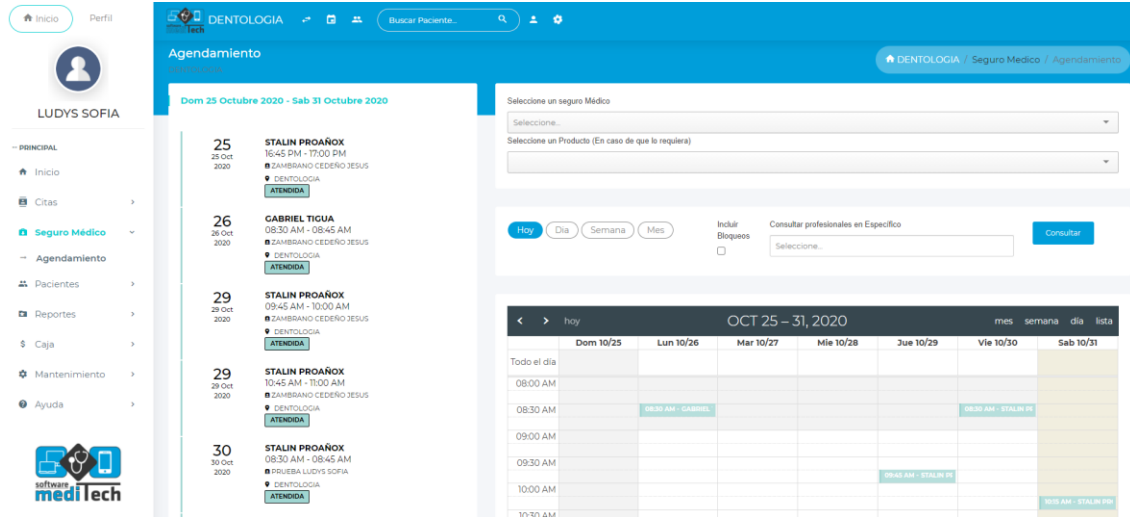 Inicio
Perfil
LUDYS SOFIA
PRINCIPAL
Inicio
Citas
Seguro Médico
Agendamiento
Pacientes
Reportes
Caja
Mantenimiento
Ayuda
software
mediTech
software
mediTech
DENTOLOGIA
Buscar Paciente..
Agendamiento
DENTOLOGIA / Seguro Medico / Agendamiento
Dom 25 Octubre 2020 - Sab 31 Octubre 2020
25
25 Oct
2020
STALIN PROAÑOX
16:45 PM - 17:00 PM
ZAMBRANO CEDEÑO JESUS
DENTOLOGIA
ATENDIDA
26
26 Oct
2020
GABRIEL TIGUA
08:30 AM - 08:45 AM
ZAMBRANO CEDEÑO JESUS
DENTOLOGIA
ATENDIDA
29
29 Oct
2020
STALIN PROAÑOX
09:45 AM - 10:00 AM
ZAMBRANO CEDEÑO JESUS
DENTOLOGIA
ATENDIDA
29
29 Oct
2020
STALIN PROAÑOX
10:45 AM - 11:00 AM
ZAMBRANO CEDEÑO JESUS
DENTOLOGIA
ATENDIDA
30
30 Oct
2020
STALIN PROAÑOX
08:30 AM - 08:45 AM
PRUEBA LUDYS SOFIA
DENTOLOGIA
ATENDIDA
Seleccione un seguro Médico
Seleccione..
Seleccione un Producto (En caso de que lo requiera)
Hoy Dia Semana Mes
Incluir
Bloqueos
Consultar profesionales en Específico
Seleccione..
Consultar
hoy
OCT 25 – 31, 2020
mes semana día lista
Dom 10/25 Lun 10/26 Mar 10/27 Mie 10/28 Jue 10/29 Vie 10/30 Sab 10/31
Todo el día
08:00 AM
08:30 AM
08:30 AM - GABRIEL
08:30 AM - STALIN PI
09:00 AM
09:30 AM
09:45 AM - STALIN PI
10:00 AM
10:15 AM - STALIN PRO
10:30 AM